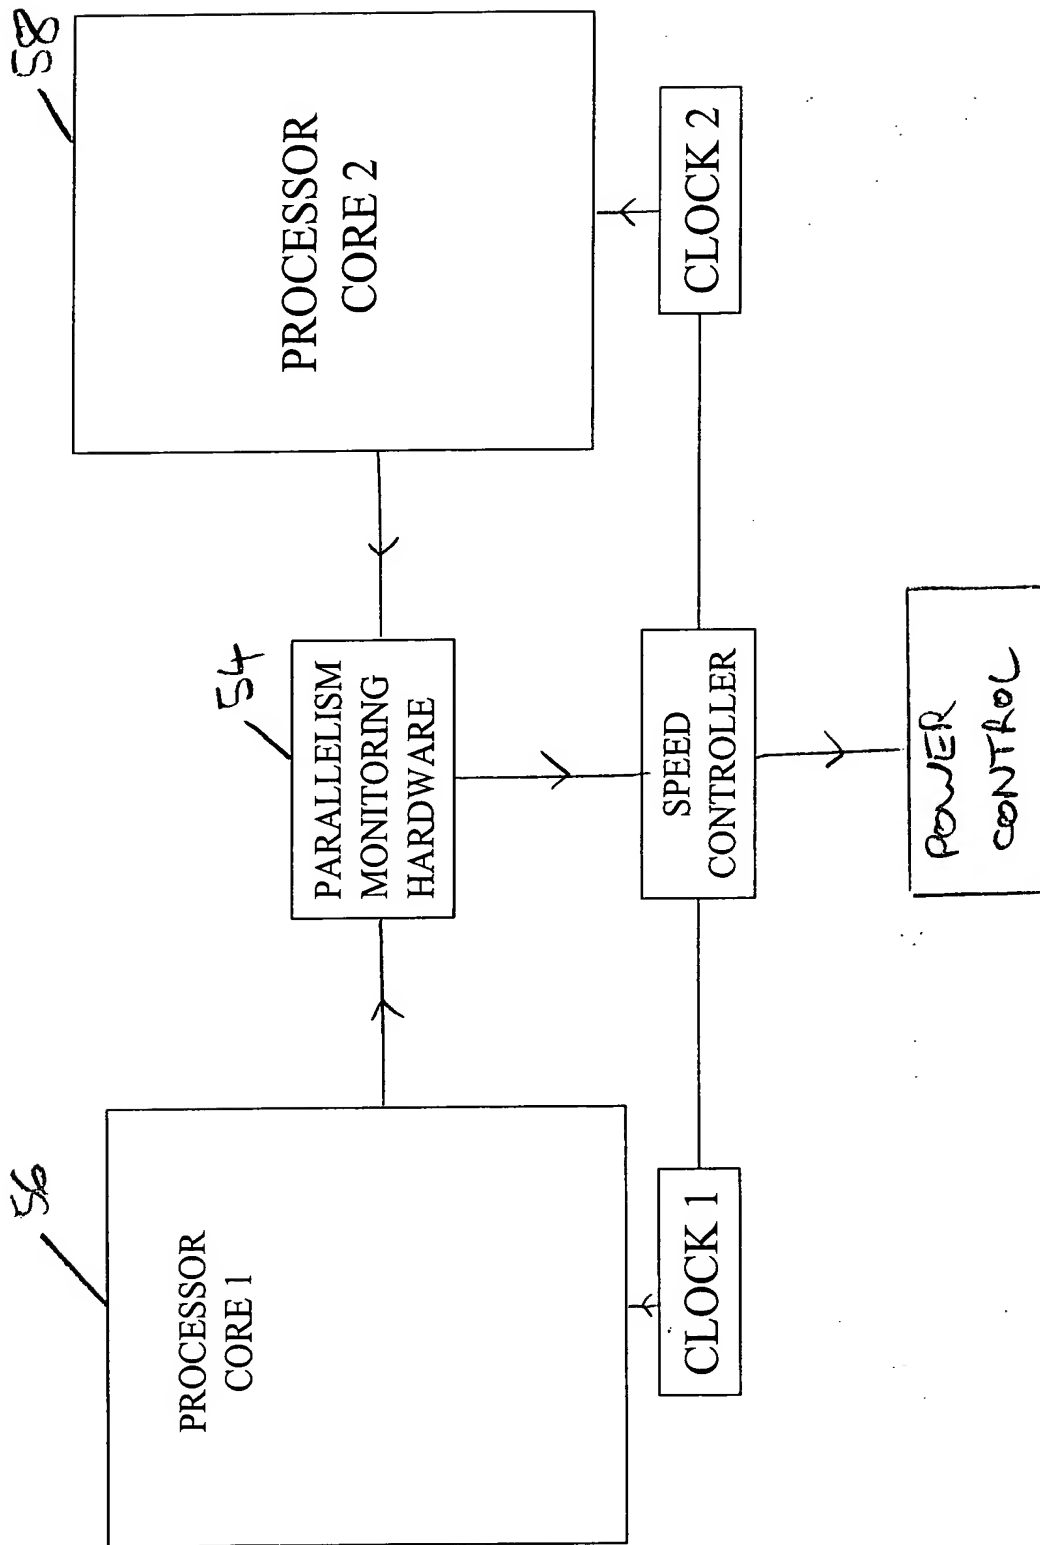 56
PROCESSOR
CORE 1
54
PARALLELISM
MONITORING
HARDWARE
58
PROCESSOR
CORE 2
CLOCK 1
SPEED
CONTROLLER
CLOCK 2
POWER
CONTROL